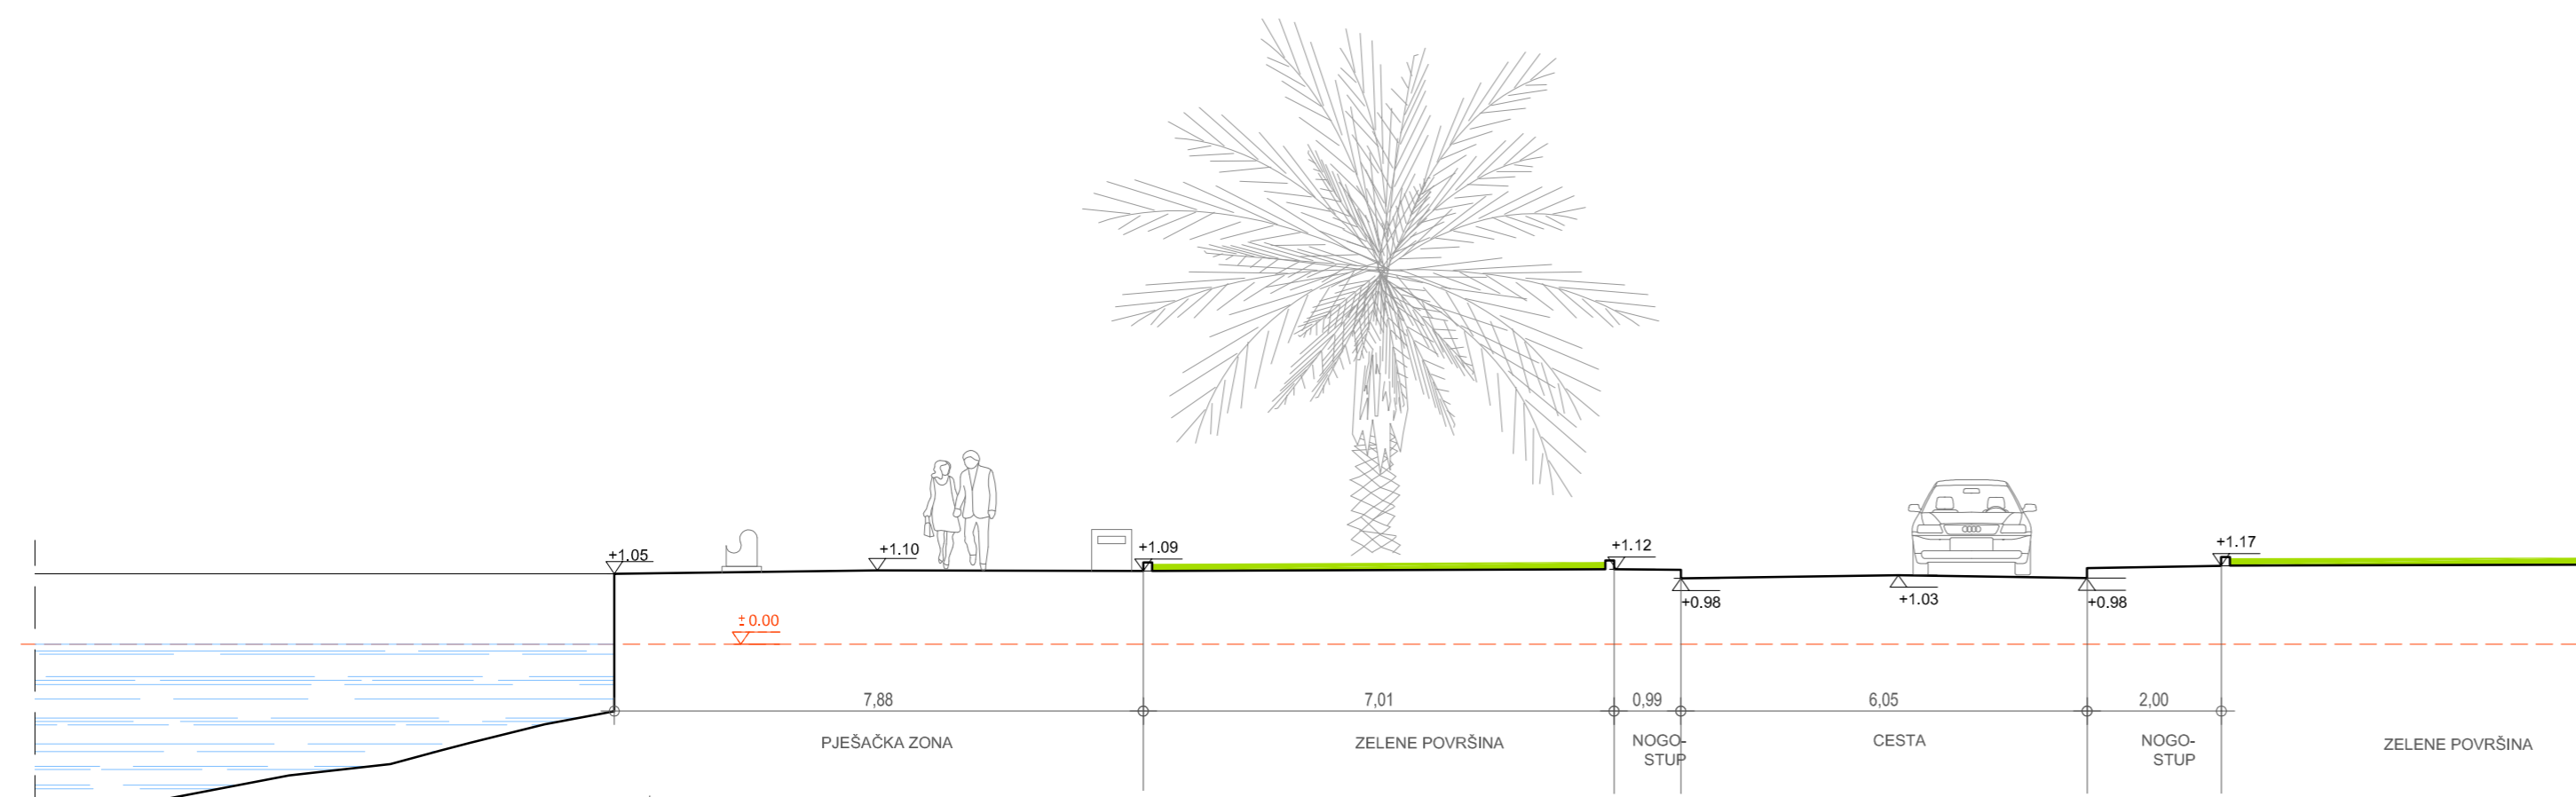 +1.05
+1.10
+1.09
+1.12
+1.17
+0.98
+1.03
+0.98
± 0.00
7,88
7,01
0,99
6,05
2,00
PJEŠAČKA ZONA
ZELENE POVRŠINA
NOGO-
STUP
CESTA
NOGO-
STUP
ZELENE POVRŠINA